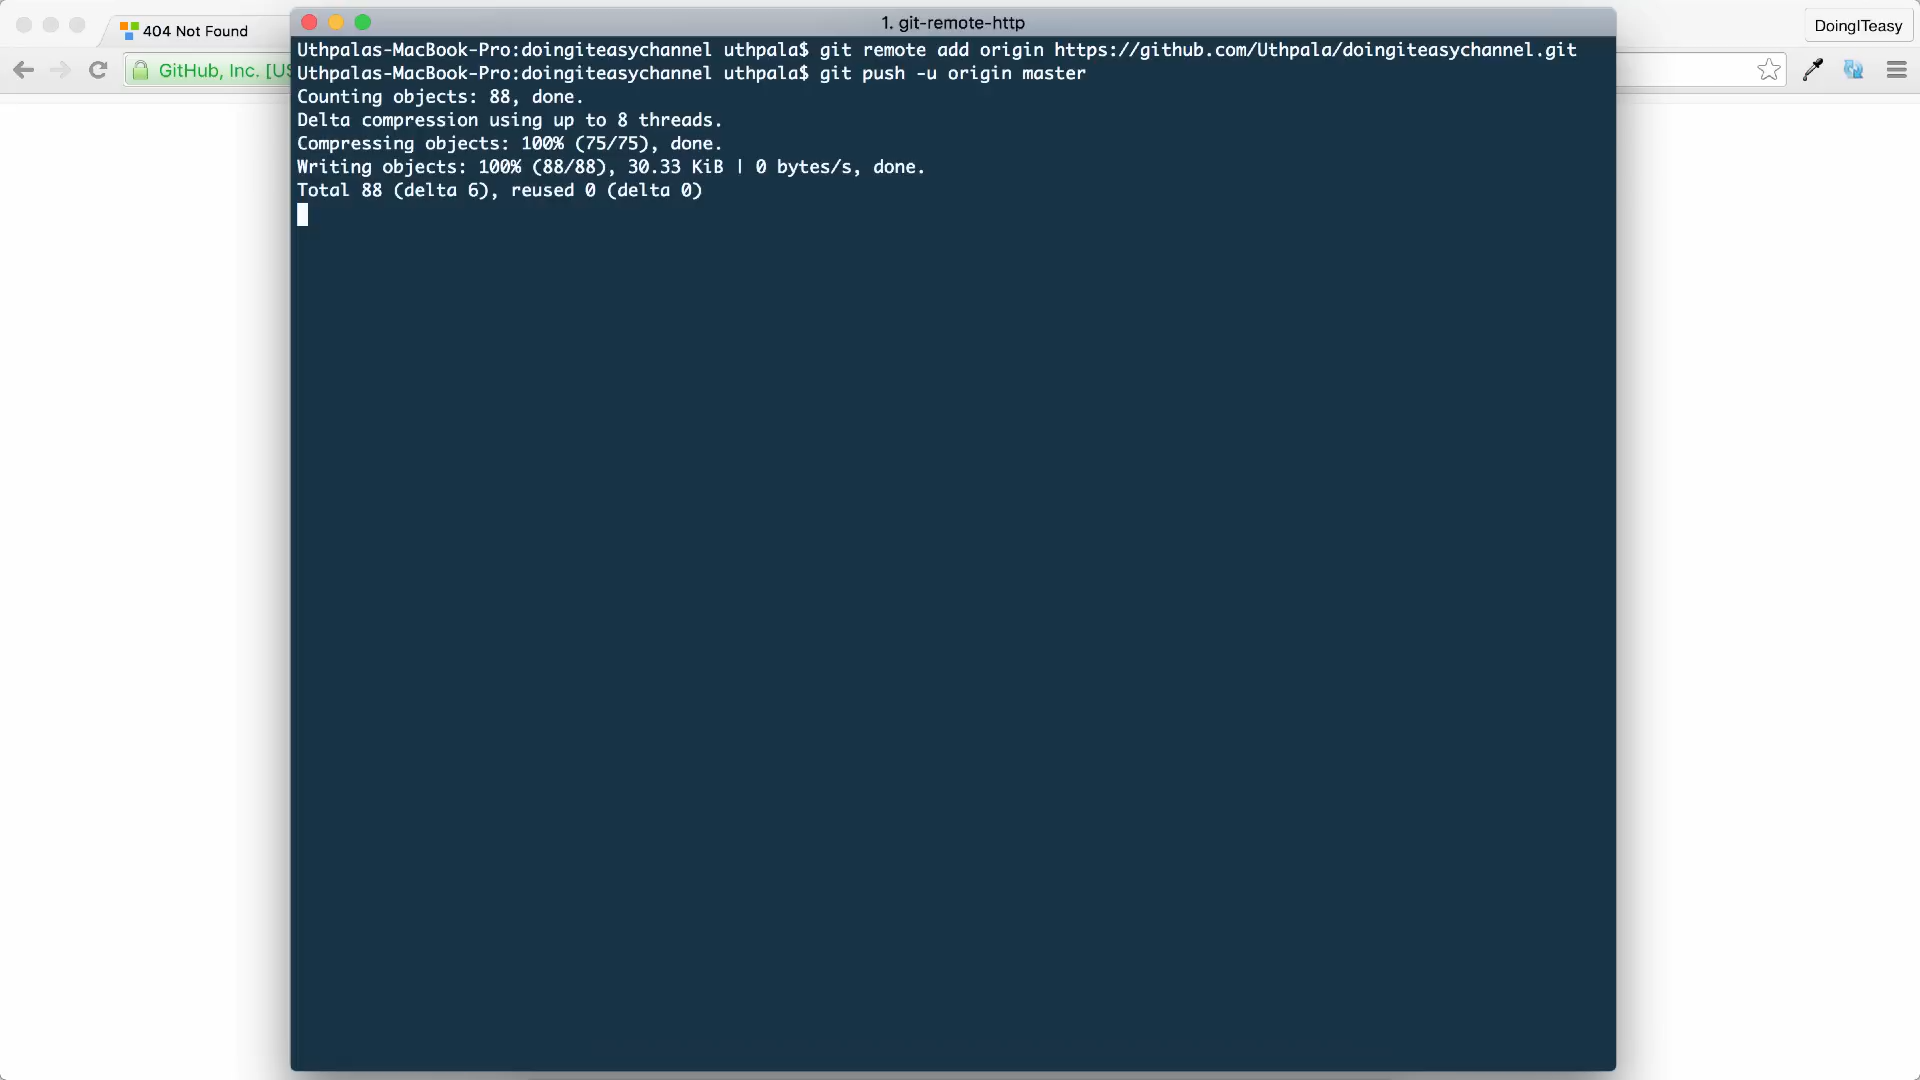 404 Not Found
1. git-remote-http
DoingITeasy
GitHub, Inc. [US
Uthpalas-MacBook-Pro:doingiteasychannel uthpala$ git remote add origin https://github.com/Uthpala/doingiteasychannel.git
Uthpalas-MacBook-Pro:doingiteasychannel uthpala$ git push -u origin master
Counting objects: 88, done.
Delta compression using up to 8 threads.
Compressing objects: 100% (75/75), done.
Writing objects: 100% (88/88), 30.33 KiB | 0 bytes/s, done.
Total 88 (delta 6), reused 0 (delta 0)